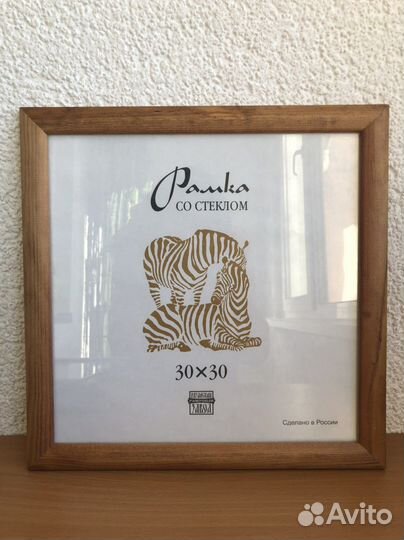 Рамка
СО СТЕКЛОМ
30×30
Сделано в России
Avito